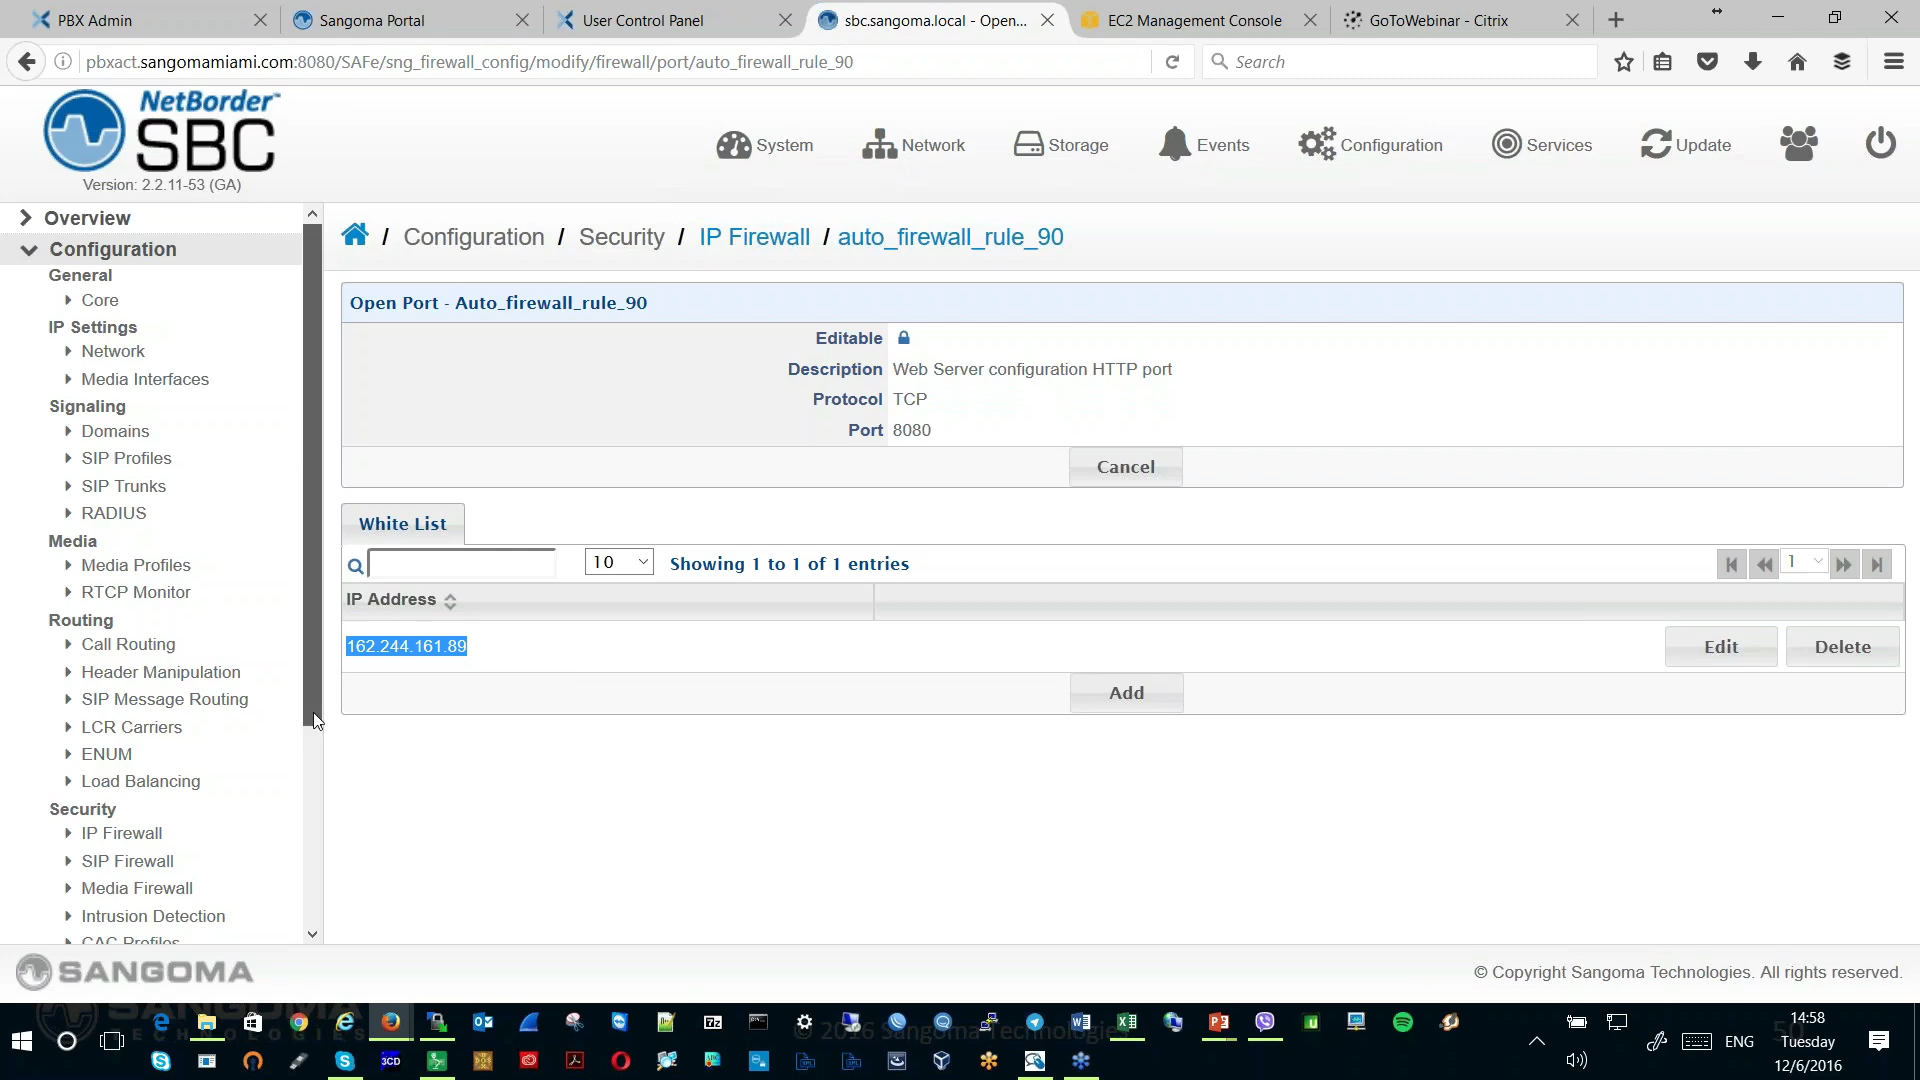 PBX Admin
Sangoma Portal
User Control Panel
sbc.sangoma.local - Open...
EC2 Management Console
GoToWebinar - Citrix
pbxact.sangomamiami.com:8080/SAFe/sng_firewall_config/modify/firewall/port/auto_firewall_rule_90
Search
NetBorder™
SBC
Version: 2.2.11-53 (GA)
System
Network
Storage
Events
Configuration
Services
Update
Overview
Configuration
General
Core
IP Settings
Network
Media Interfaces
Signaling
Domains
SIP Profiles
SIP Trunks
RADIUS
Media
Media Profiles
RTCP Monitor
Routing
Call Routing
Header Manipulation
SIP Message Routing
LCR Carriers
ENUM
Load Balancing
Security
IP Firewall
SIP Firewall
Media Firewall
Intrusion Detection
CAC Profiles
/ Configuration / Security / IP Firewall / auto_firewall_rule_90
Open Port - Auto_firewall_rule_90
Editable
Description Web Server configuration HTTP port
Protocol TCP
Port 8080
Cancel
White List
10
Showing 1 to 1 of 1 entries
1
IP Address
162.244.161.89
Edit
Delete
Add
SANGOMA
© Copyright Sangoma Technologies. All rights reserved.
© 2016 Sangoma Technologies
ENG
14:58
Tuesday
12/6/2016